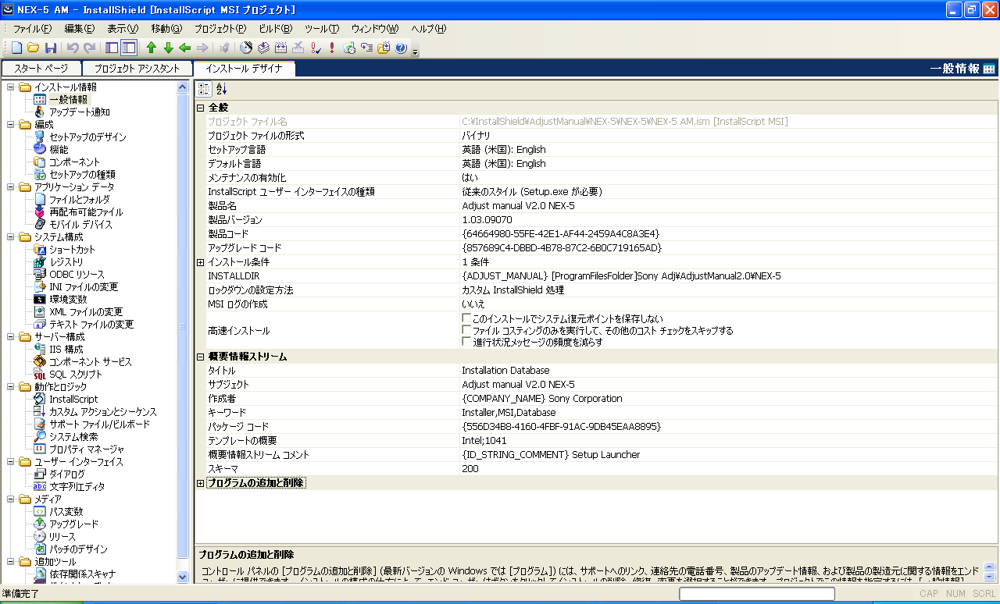 NEX-5 AM - InstallShield [InstallScript MSI プロジェクト]
ファイル(F) 編集(E) 表示(V) 移動(G) プロジェクト(P) ビルド(B) ツール(T) ウィンドウ(W) ヘルプ(H)
スタート ページ プロジェクト アシスタント インストール デザイナ 一般情報
インストール情報
一般情報
アップデート通知
編成
セットアップのデザイン
機能
コンポーネント
セットアップの種類
アプリケーション データ
ファイルとフォルダ
再配布可能ファイル
モバイル デバイス
システム構成
ショートカット
レジストリ
ODBC リソース
INI ファイルの変更
環境変数
XML ファイルの変更
テキスト ファイルの変更
サーバー構成
IIS 構成
コンポーネント サービス
SQL スクリプト
動作とロジック
InstallScript
カスタム アクションとシーケンス
サポート ファイル/ビルボード
システム検索
プロパティ マネージャ
ユーザー インターフェイス
ダイアログ
文字列エディタ
メディア
パス変数
アップグレード
リリース
パッチのデザイン
追加ツール
依存関係スキャナ
全般
プロジェクト ファイル名 C:¥InstallShield¥AdjustManual¥NEX-5¥NEX-5¥NEX-5 AM.ism [InstallScript MSI]
プロジェクト ファイルの形式 バイナリ
セットアップ言語 英語 (米国): English
デフォルト言語 英語 (米国): English
メンテナンスの有効化 はい
InstallScript ユーザー インターフェイスの種類 従来のスタイル (Setup.exe が必要)
製品名 Adjust manual V2.0 NEX-5
製品バージョン 1.03.09070
製品コード {64664980-55FE-42E1-AF44-2459A4C8A3E4}
アップグレード コード {857689C4-DBBD-4B78-87C2-6B0C719165AD}
インストール条件 1 条件
INSTALLDIR {ADJUST_MANUAL} [ProgramFilesFolder]Sony Adj¥AdjustManual2.0¥NEX-5
ロックダウンの設定方法 カスタム InstallShield 処理
MSI ログの作成 いいえ
高速インストール
このインストールでシステム復元ポイントを保存しない
ファイル コスティングのみを実行して、その他のコスト チェックをスキップする
進行状況メッセージの頻度を減らす
概要情報ストリーム
タイトル Installation Database
サブジェクト Adjust manual V2.0 NEX-5
作成者 {COMPANY_NAME} Sony Corporation
キーワード Installer,MSI,Database
パッケージ コード {556D34B8-4160-4FBF-91AC-9DB45EAA8895}
テンプレートの概要 Intel;1041
概要情報ストリーム コメント {ID_STRING_COMMENT} Setup Launcher
スキーマ 200
プログラムの追加と削除
プログラムの追加と削除
コントロール パネルの [プログラムの追加と削除] (最新バージョンの Windows では [プログラム]) には、サポートへのリンク、連絡先の電話番号、製品のアップデート情報、および製品の製造元に関する情報をエンド
準備完了 CAP NUM SCRL